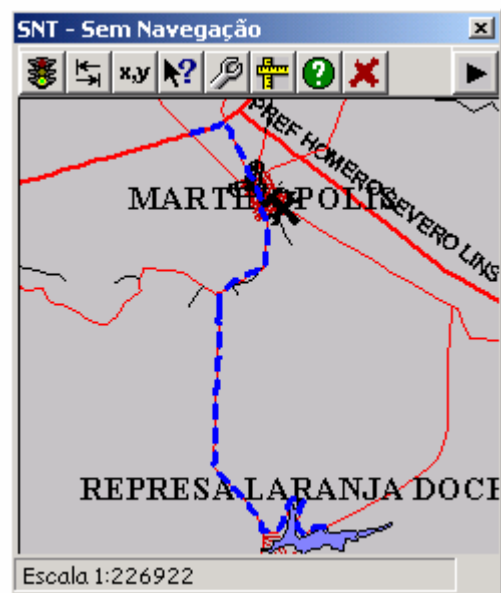 SNT - Sem Navegação
x,y
?
?
PREF HOMERO SEVERO LINS
MARTINOPOLIS
REPRESA LARANJA DOCE
Escala 1:226922